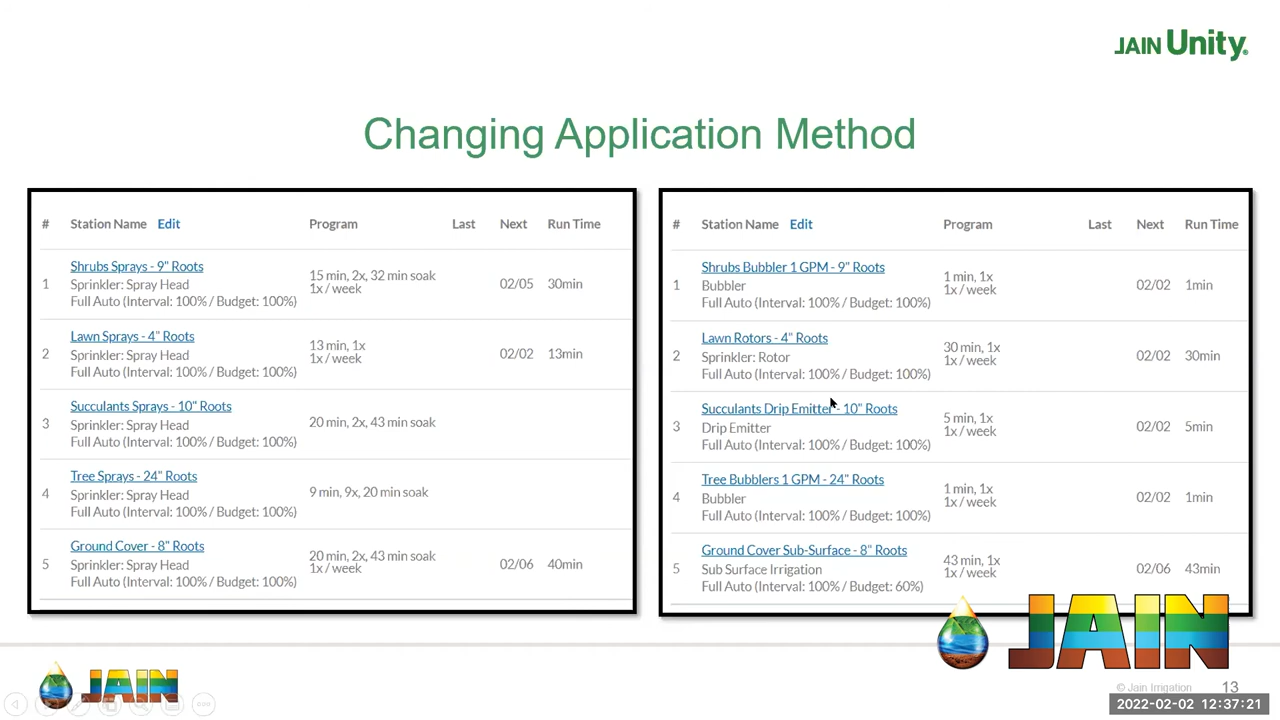 JAIN Unity®
Changing Application Method
# Station Name Edit Program Last Next Run Time
1 Shrubs Sprays - 9" Roots
Sprinkler: Spray Head
Full Auto (Interval: 100% / Budget: 100%)
15 min, 2x, 32 min soak
1x / week
02/05 30min
2 Lawn Sprays - 4" Roots
Sprinkler: Spray Head
Full Auto (Interval: 100% / Budget: 100%)
13 min, 1x
1x / week
02/02 13min
3 Succulants Sprays - 10" Roots
Sprinkler: Spray Head
Full Auto (Interval: 100% / Budget: 100%)
20 min, 2x, 43 min soak
4 Tree Sprays - 24" Roots
Sprinkler: Spray Head
Full Auto (Interval: 100% / Budget: 100%)
9 min, 9x, 20 min soak
5 Ground Cover - 8" Roots
Sprinkler: Spray Head
Full Auto (Interval: 100% / Budget: 100%)
20 min, 2x, 43 min soak
1x / week
02/06 40min
# Station Name Edit Program Last Next Run Time
1 Shrubs Bubbler 1 GPM - 9" Roots
Bubbler
Full Auto (Interval: 100% / Budget: 100%)
1 min, 1x
1x / week
02/02 1min
2 Lawn Rotors - 4" Roots
Sprinkler: Rotor
Full Auto (Interval: 100% / Budget: 100%)
30 min, 1x
1x / week
02/02 30min
3 Succulants Drip Emitter - 10" Roots
Drip Emitter
Full Auto (Interval: 100% / Budget: 100%)
5 min, 1x
1x / week
02/02 5min
4 Tree Bubblers 1 GPM - 24" Roots
Bubbler
Full Auto (Interval: 100% / Budget: 100%)
1 min, 1x
1x / week
02/02 1min
5 Ground Cover Sub-Surface - 8" Roots
Sub Surface Irrigation
Full Auto (Interval: 100% / Budget: 60%)
43 min, 1x
1x / week
02/06 43min
JAIN
JAIN
© Jain Irrigation 13
2022-02-02 12:37:21